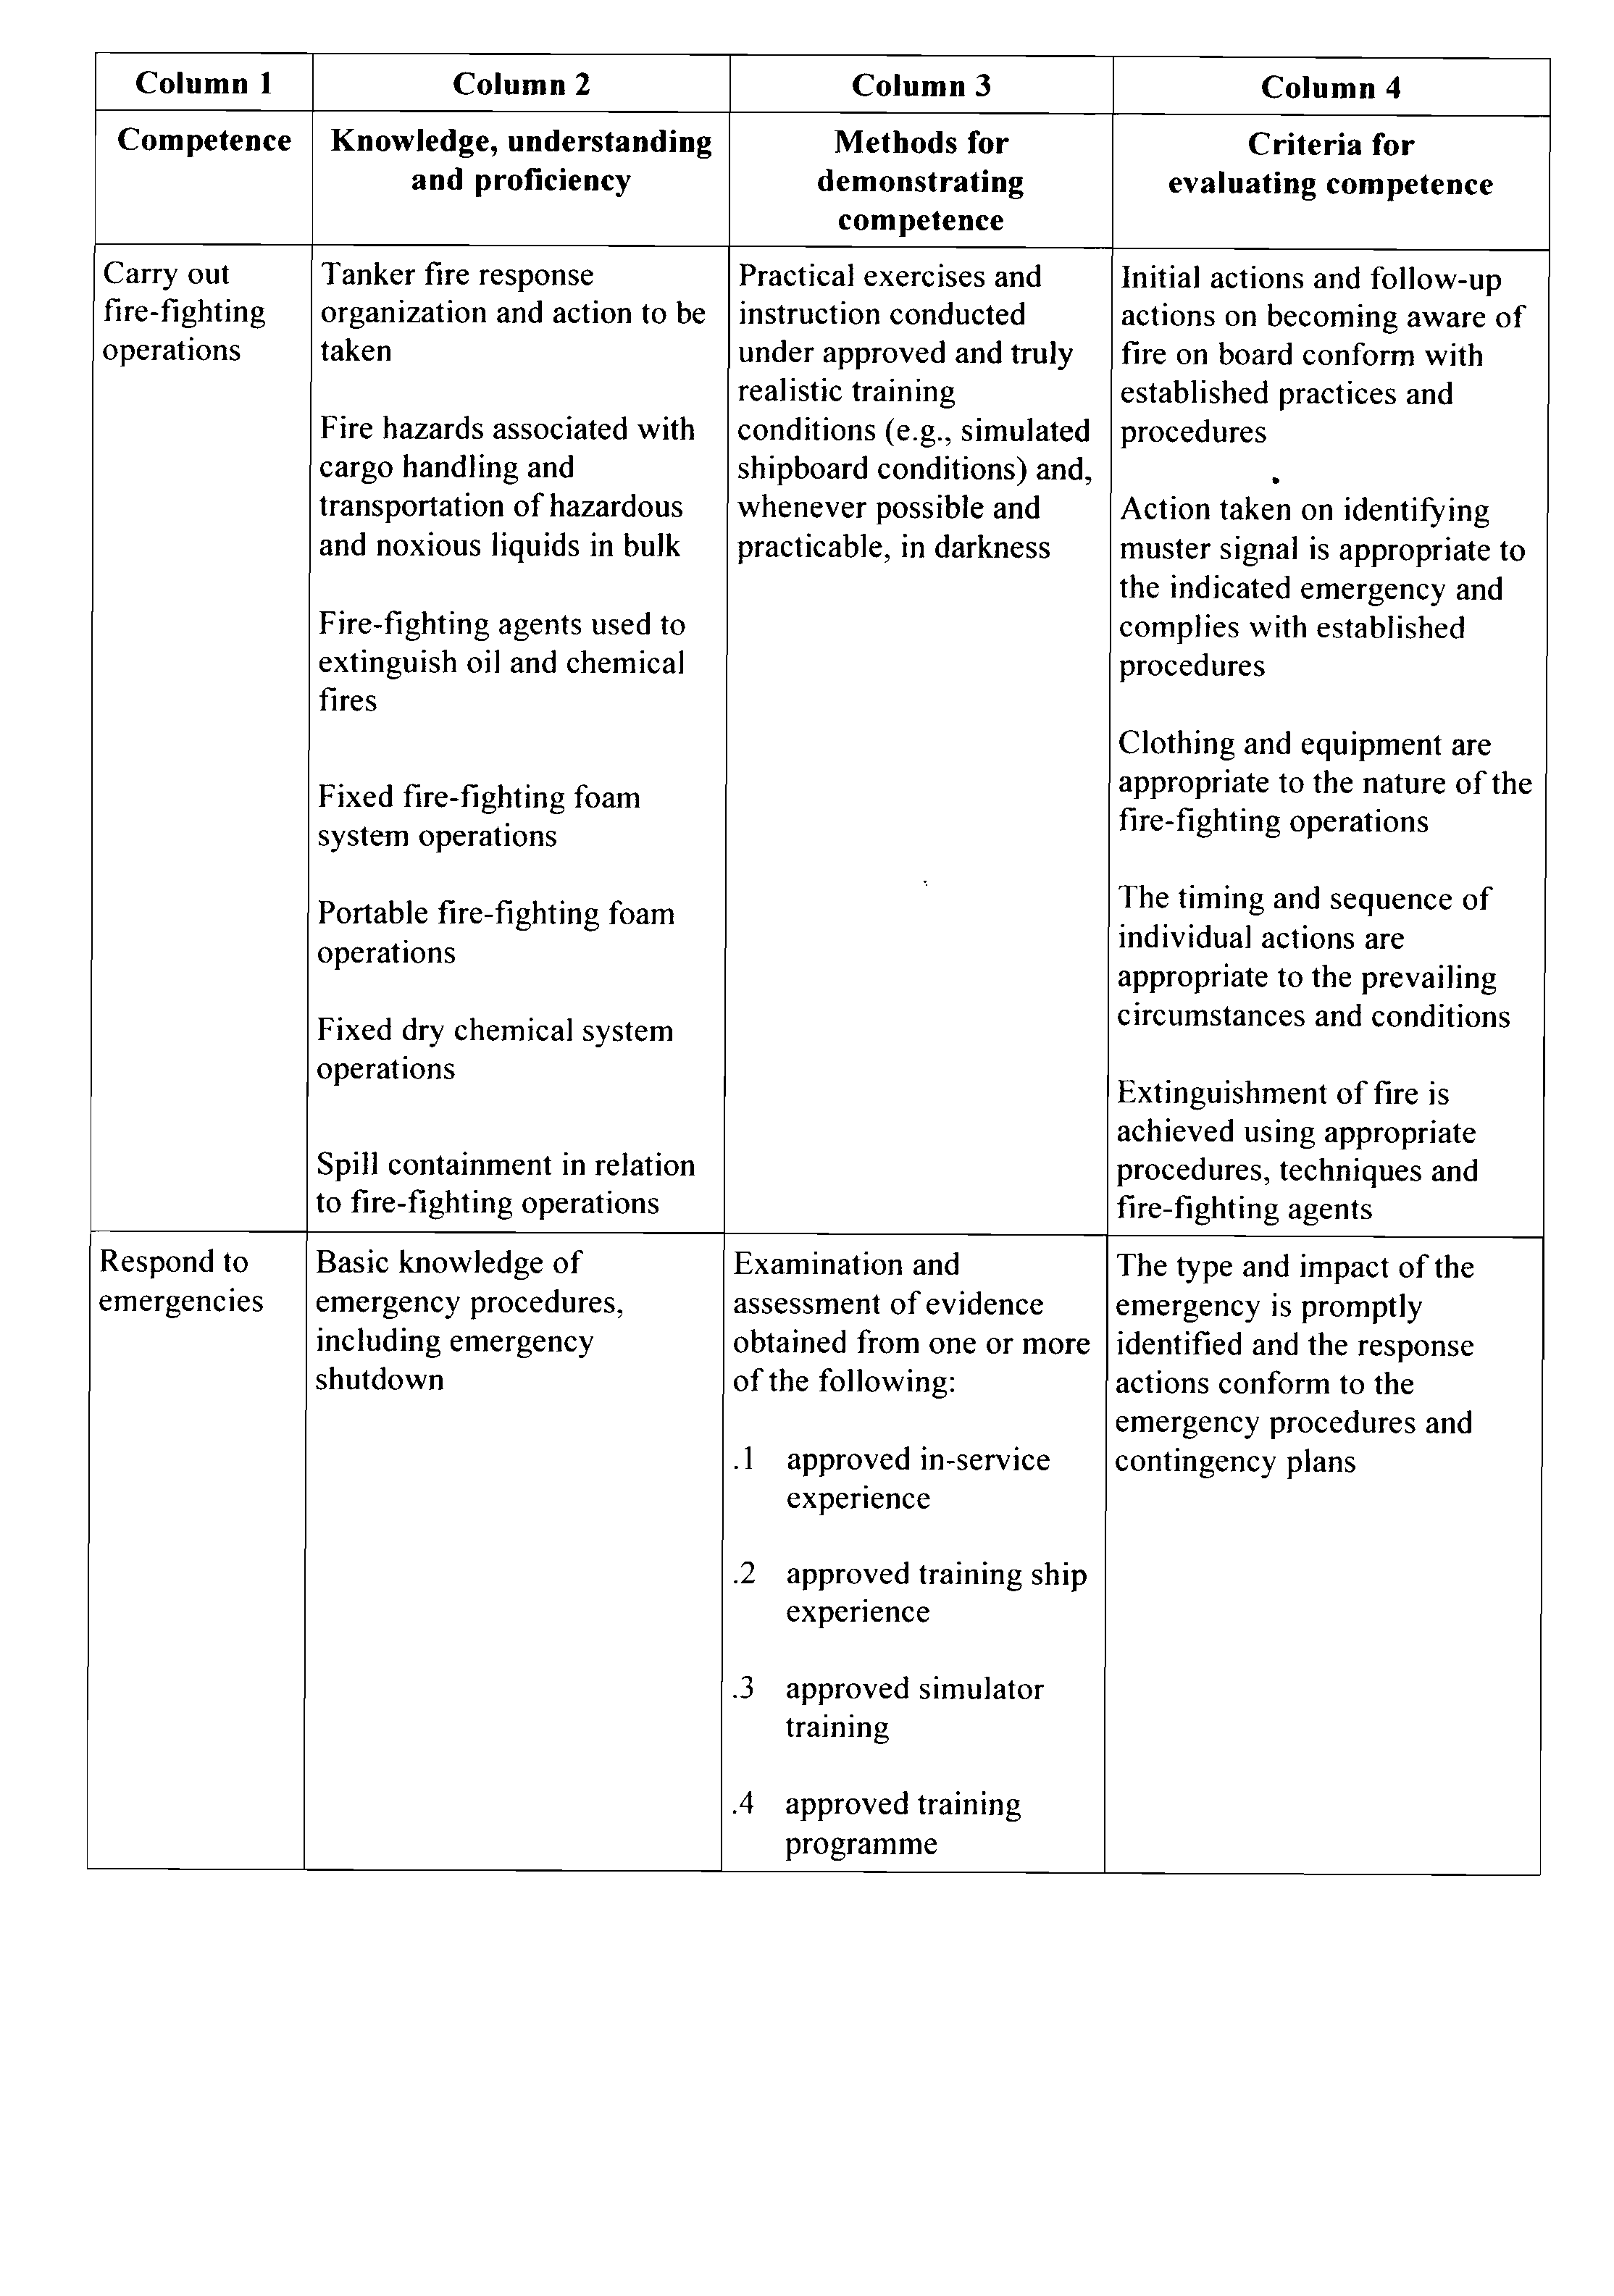 Column 1
Column 2
Column 3
Column 4
Competence
Knowledge, understanding
and proficiency
Methods for
demonstrating
competence
Criteria for
evaluating competence
Carry out
fire-fighting
operations
Tanker fire response
organization and action to be
taken
Fire hazards associated with
cargo handling and
transportation of hazardous
and noxious liquids in bulk
Fire-fighting agents used to
extinguish oil and chemical
fires
Fixed fire-fighting foam
system operations
Portable fire-fighting foam
operations
Fixed dry chemical system
operations
Spill containment in relation
to fire-fighting operations
Practical exercises and
instruction conducted
under approved and truly
realistic training
conditions (e.g., simulated
shipboard conditions) and,
whenever possible and
practicable, in darkness
Initial actions and follow-up
actions on becoming aware of
fire on board conform with
established practices and
procedures
Action taken on identifying
muster signal is appropriate to
the indicated emergency and
complies with established
procedures
Clothing and equipment are
appropriate to the nature of the
fire-fighting operations
The timing and sequence of
individual actions are
appropriate to the prevailing
circumstances and conditions
Extinguishment of fire is
achieved using appropriate
procedures, techniques and
fire-fighting agents
Respond to
emergencies
Basic knowledge of
emergency procedures,
including emergency
shutdown
Examination and
assessment of evidence
obtained from one or more
of the following:
.1 approved in-service
experience
.2 approved training ship
experience
.3 approved simulator
training
.4 approved training
programme
The type and impact of the
emergency is promptly
identified and the response
actions conform to the
emergency procedures and
contingency plans